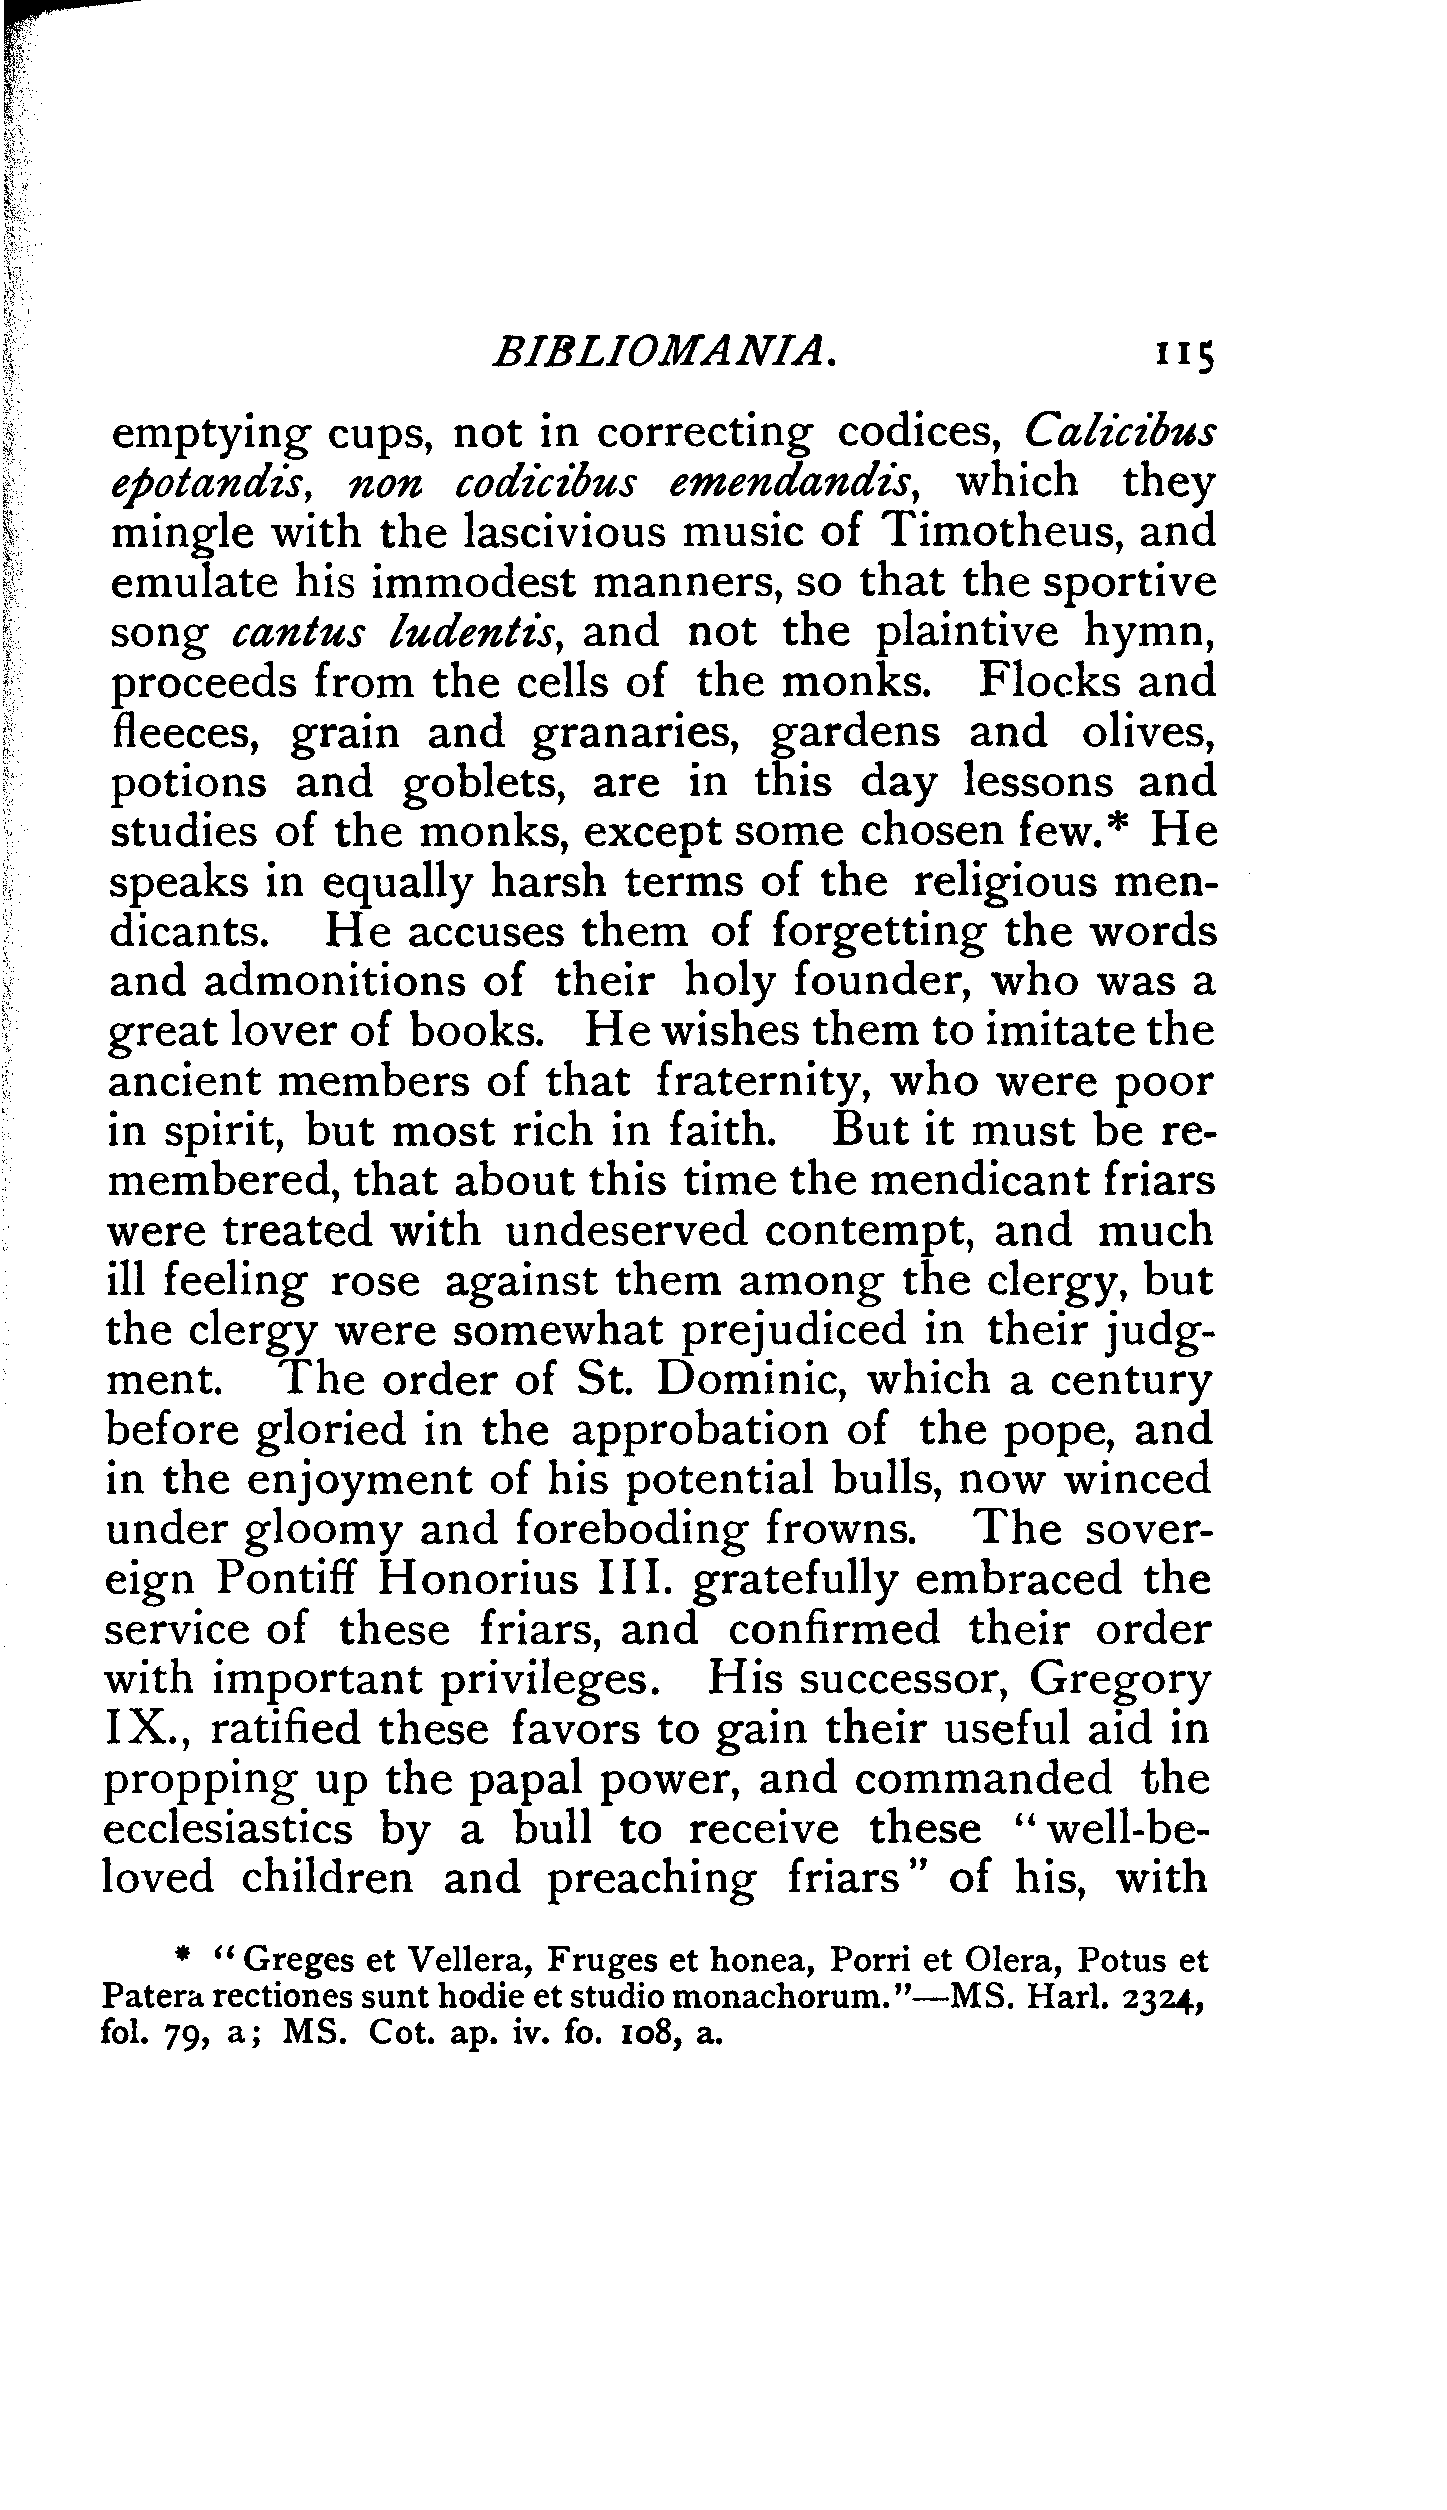 BIBLIOMANIA. 115
emptying cups, not in correcting codices, Calicibus
epotandis, non codicibus emendandis, which they
mingle with the lascivious music of Timotheus, and
emulate his immodest manners, so that the sportive
song cantus ludentis, and not the plaintive hymn,
proceeds from the cells of the monks. Flocks and
fleeces, grain and granaries, gardens and olives,
potions and goblets, are in this day lessons and
studies of the monks, except some chosen few.* He
speaks in equally harsh terms of the religious men-
dicants. He accuses them of forgetting the words
and admonitions of their holy founder, who was a
great lover of books. He wishes them to imitate the
ancient members of that fraternity, who were poor
in spirit, but most rich in faith. But it must be re-
membered, that about this time the mendicant friars
were treated with undeserved contempt, and much
ill feeling rose against them among the clergy, but
the clergy were somewhat prejudiced in their judg-
ment. The order of St. Dominic, which a century
before gloried in the approbation of the pope, and
in the enjoyment of his potential bulls, now winced
under gloomy and foreboding frowns. The sover-
eign Pontiff Honorius III. gratefully embraced the
service of these friars, and confirmed their order
with important privileges. His successor, Gregory
IX., ratified these favors to gain their useful aid in
propping up the papal power, and commanded the
ecclesiastics by a bull to receive these "well-be-
loved children and preaching friars" of his, with
* "Greges et Vellera, Fruges et honea, Porri et Olera, Potus et
Patera rectiones sunt hodie et studio monachorum."—MS. Harl. 2324,
fol. 79, a; MS. Cot. ap. iv. fo. 108, a.